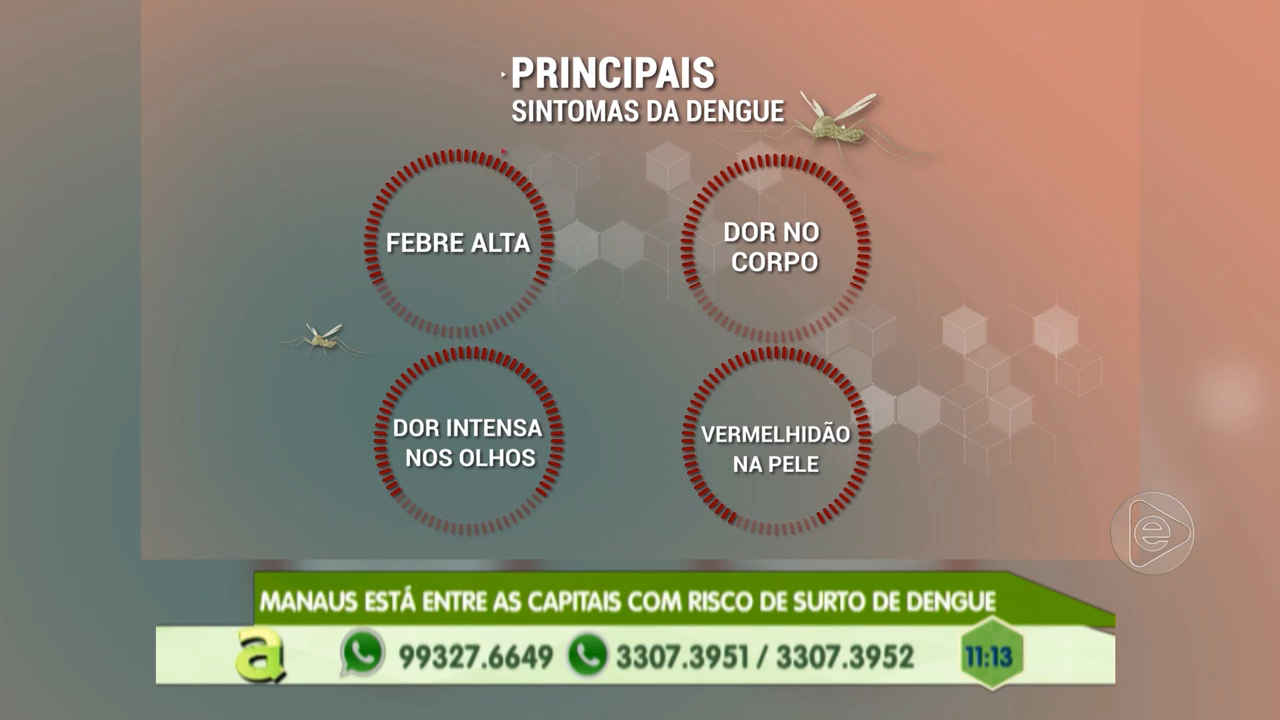 PRINCIPAIS
SINTOMAS DA DENGUE
FEBRE ALTA
DOR NO
CORPO
DOR INTENSA
NOS OLHOS
VERMELHIDÃO
NA PELE
e
MANAUS ESTÁ ENTRE AS CAPITAIS COM RISCO DE SURTO DE DENGUE
a 99327.6649 3307.3951 / 3307.3952 11:13